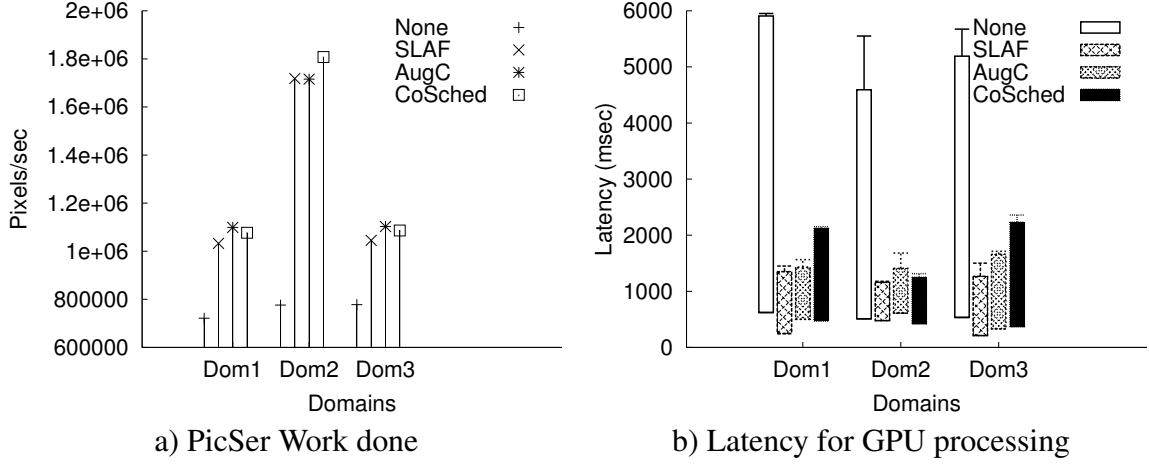 2e+06
1.8e+06
1.6e+06
1.4e+06
1.2e+06
1e+06
800000
600000
Pixels/sec
None
SLAF
AugC
CoSched
Dom1 Dom2 Dom3
Domains
a) PicSer Work done
6000
5000
4000
3000
2000
1000
0
Latency (msec)
None
SLAF
AugC
CoSched
Dom1 Dom2 Dom3
Domains
b) Latency for GPU processing